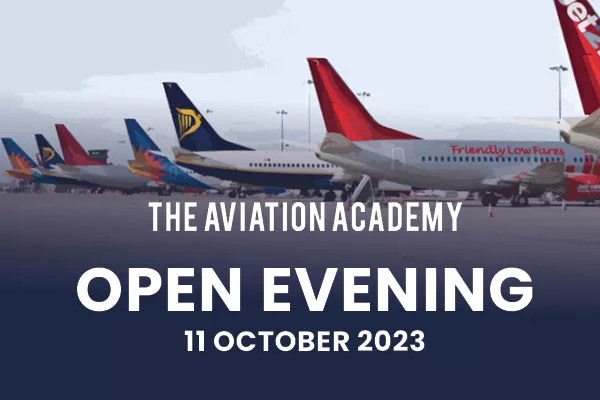 Friendly Low Fares
THE AVIATION ACADEMY
OPEN EVENING
11 OCTOBER 2023